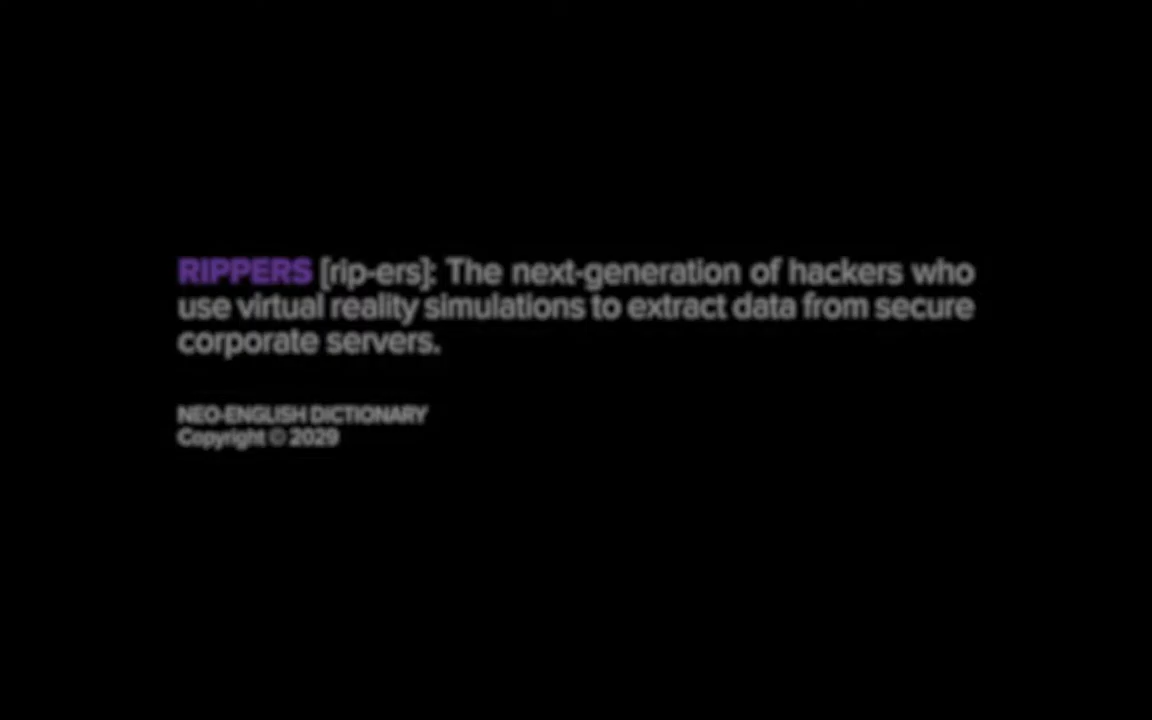 RIPPERS [rip-ers]: The next-generation of hackers who
use virtual reality simulations to extract data from secure
corporate servers.
NEO-ENGLISH DICTIONARY
Copyright © 2029